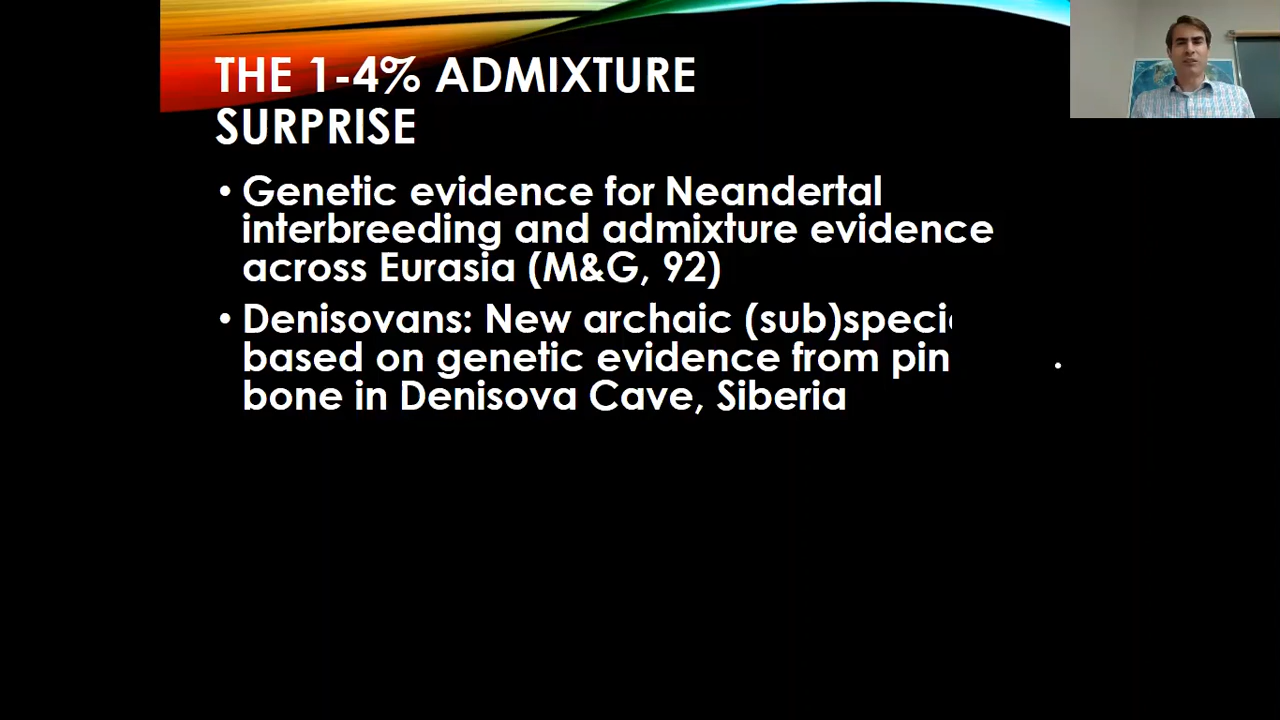 THE 1-4% ADMIXTURE
SURPRISE
• Genetic evidence for Neandertal
interbreeding and admixture evidence
across Eurasia (M&G, 92)
• Denisovans: New archaic (sub)speci
based on genetic evidence from pin
bone in Denisova Cave, Siberia